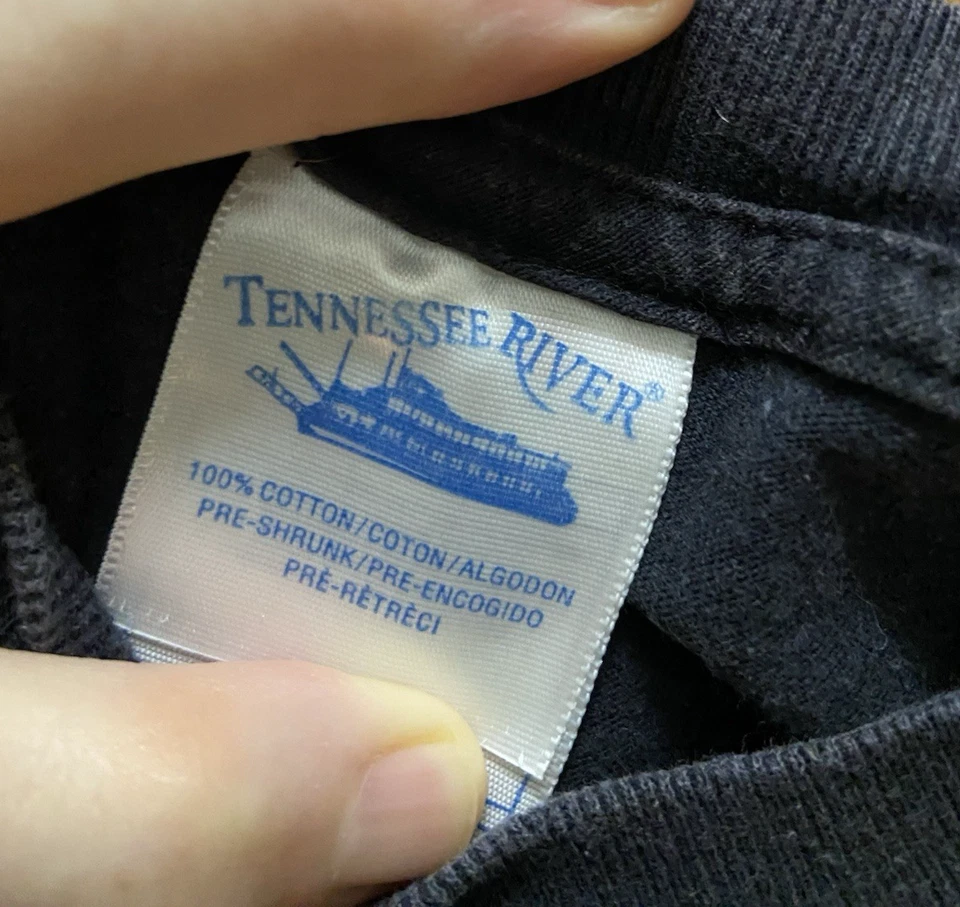 TENNESSEE RIVER®
100% COTTON/COTON/ALGODON
PRE-SHRUNK/PRE-ENCOGIDO
PRÈ-RÈTRÈCI